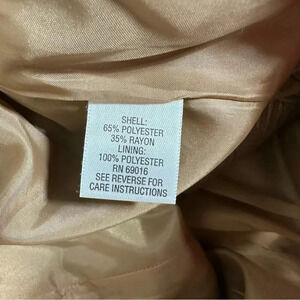 SHELL:
65% POLYESTER
35% RAYON
LINING:
100% POLYESTER
RN 69016
SEE REVERSE FOR
CARE INSTRUCTIONS